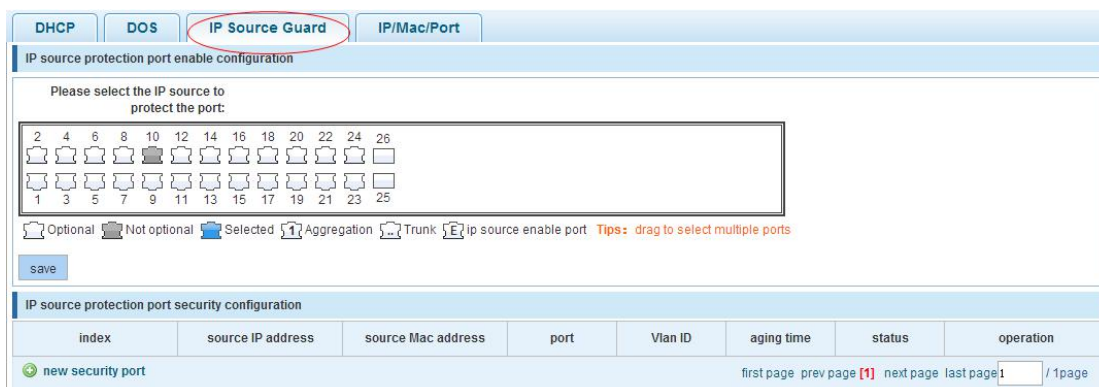 DHCP DOS IP Source Guard IP/Mac/Port
IP source protection port enable configuration
Please select the IP source to
protect the port:
2 4 6 8 10 12 14 16 18 20 22 24 26
1 3 5 7 9 11 13 15 17 19 21 23 25
Optional Not optional Selected 1 Aggregation ... Trunk E ip source enable port Tips: drag to select multiple ports
save
IP source protection port security configuration
index source IP address source Mac address port Vlan ID aging time status operation
new security port first page prev page [1] next page last page 1 / 1page